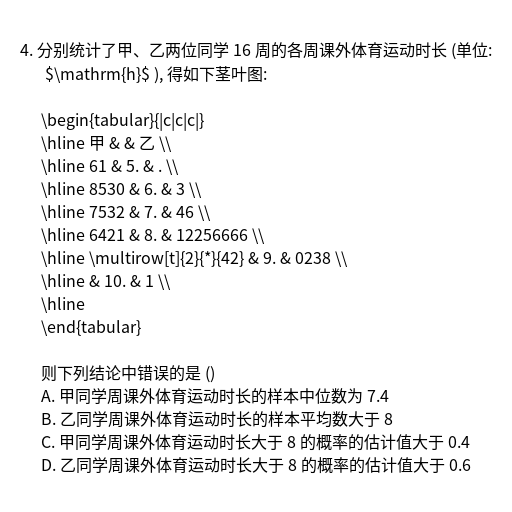 4. 分别统计了甲、乙两位同学 16 周的各周课外体育运动时长 (单位:
$\mathrm{h}$ ), 得如下茎叶图:
\begin{tabular}{|c|c|c|}
\hline 甲 & & 乙 \\
\hline 61 & 5. & . \\
\hline 8530 & 6. & 3 \\
\hline 7532 & 7. & 46 \\
\hline 6421 & 8. & 12256666 \\
\hline \multirow[t]{2}{*}{42} & 9. & 0238 \\
\hline & 10. & 1 \\
\hline
\end{tabular}
则下列结论中错误的是 ()
A. 甲同学周课外体育运动时长的样本中位数为 7.4
B. 乙同学周课外体育运动时长的样本平均数大于 8
C. 甲同学周课外体育运动时长大于 8 的概率的估计值大于 0.4
D. 乙同学周课外体育运动时长大于 8 的概率的估计值大于 0.6